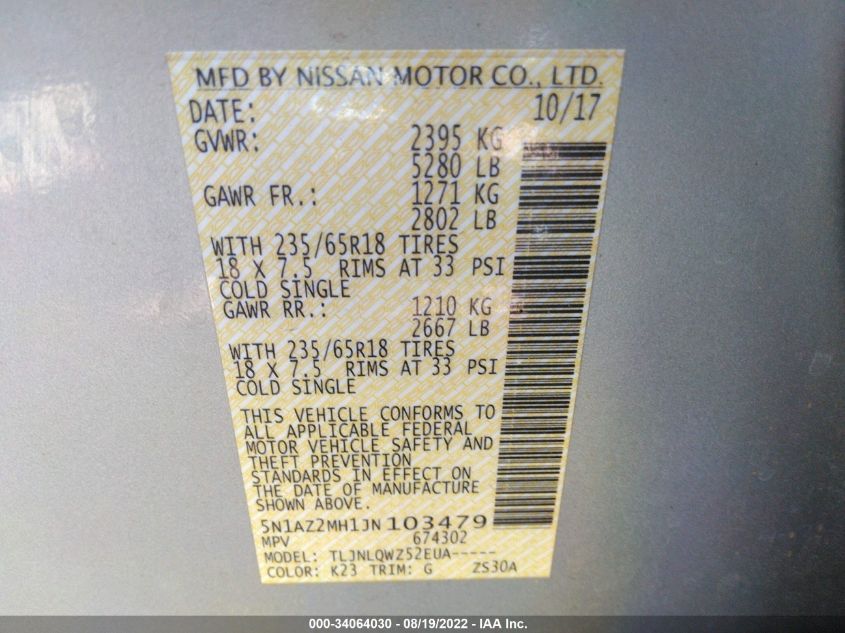 MFD BY NISSAN MOTOR CO., LTD.
DATE: 10/17
GVWR: 2395 KG
5280 LB
GAWR FR.: 1271 KG
2802 LB
WITH 235/65R18 TIRES
18 X 7.5 RIMS AT 33 PSI
COLD SINGLE
GAWR RR.: 1210 KG
2667 LB
WITH 235/65R18 TIRES
18 X 7.5 RIMS AT 33 PSI
COLD SINGLE
THIS VEHICLE CONFORMS TO
ALL APPLICABLE FEDERAL
MOTOR VEHICLE SAFETY AND
THEFT PREVENTION
STANDARDS IN EFFECT ON
THE DATE OF MANUFACTURE
SHOWN ABOVE.
5N1AZ2MH1JN103479
MPV 674302
MODEL: TLJNLQWZ52EUA-----
COLOR: K23 TRIM: G ZS30A
000-34064030 - 08/19/2022 - IAA Inc.